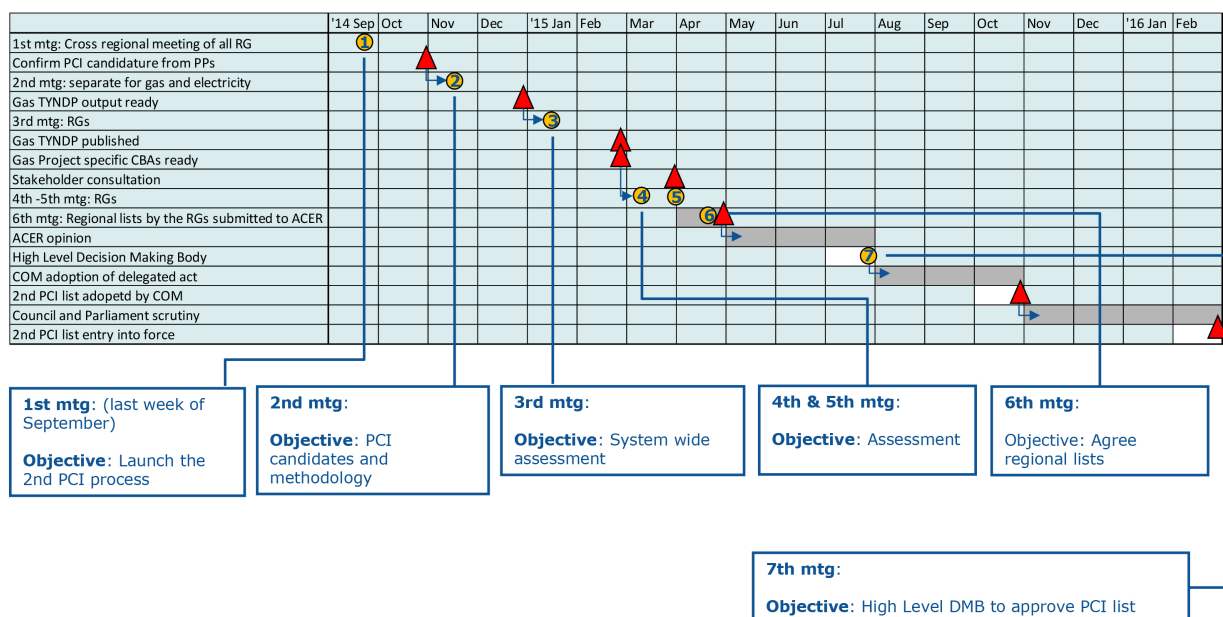 '14 Sep Oct Nov Dec '15 Jan Feb Mar Apr May Jun Jul Aug Sep Oct Nov Dec '16 Jan Feb
1st mtg: Cross regional meeting of all RG 1
Confirm PCI candidature from PPs
2nd mtg: separate for gas and electricity 2
Gas TYNDP output ready
3rd mtg: RGs 3
Gas TYNDP published
Gas Project specific CBAs ready
Stakeholder consultation
4th -5th mtg: RGs 4 5
6th mtg: Regional lists by the RGs submitted to ACER 6
ACER opinion
High Level Decision Making Body 7
COM adoption of delegated act
2nd PCI list adopetd by COM
Council and Parliament scrutiny
2nd PCI list entry into force
1st mtg: (last week of
September)
Objective: Launch the
2nd PCI process
2nd mtg:
Objective: PCI
candidates and
methodology
3rd mtg:
Objective: System wide
assessment
4th & 5th mtg:
Objective: Assessment
6th mtg:
Objective: Agree
regional lists
7th mtg:
Objective: High Level DMB to approve PCI list